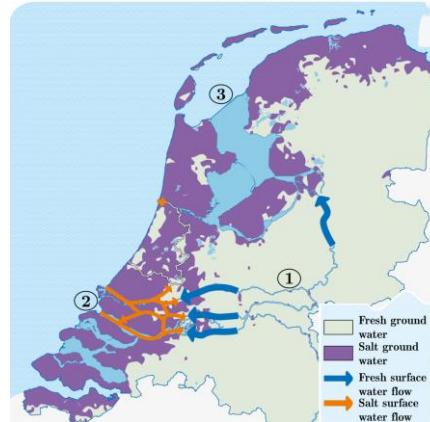 3
1
2
Fresh ground
water
Salt ground
water
Fresh surface
water flow
Salt surface
water flow